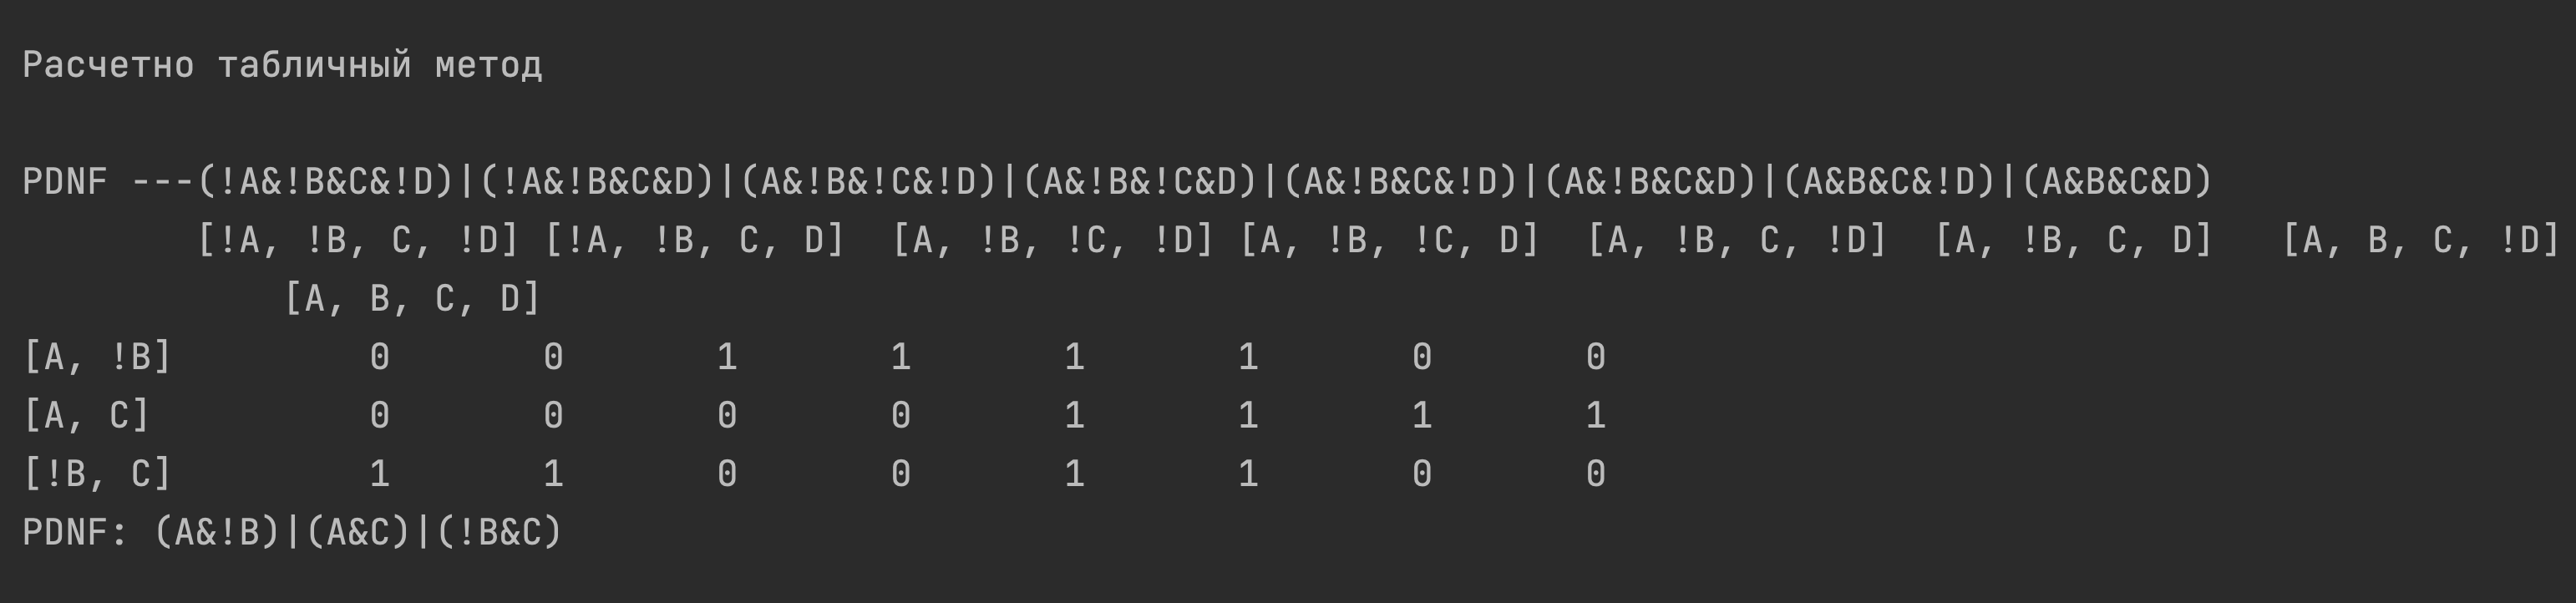 Расчетно табличный метод
PDNF ---(!A&!B&C&!D)|(!A&!B&C&D)|(A&!B&!C&!D)|(A&!B&!C&D)|(A&!B&C&!D)|(A&!B&C&D)|(A&B&C&!D)|(A&B&C&D)
[!A, !B, C, !D] [!A, !B, C, D] [A, !B, !C, !D] [A, !B, !C, D] [A, !B, C, !D] [A, !B, C, D] [A, B, C, !D]
[A, B, C, D]
[A, !B] 0 0 1 1 1 1 0 0
[A, C] 0 0 0 0 1 1 1 1
[!B, C] 1 1 0 0 1 1 0 0
PDNF: (A&!B)|(A&C)|(!B&C)